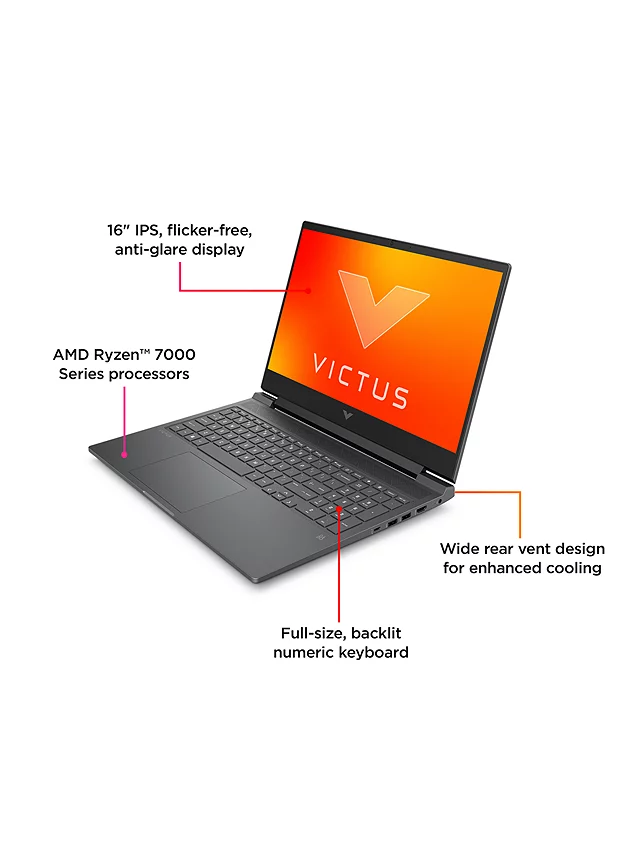 16" IPS, flicker-free,
anti-glare display
VICTUS
AMD Ryzen™ 7000
Series processors
Wide rear vent design
for enhanced cooling
Full-size, backlit
numeric keyboard